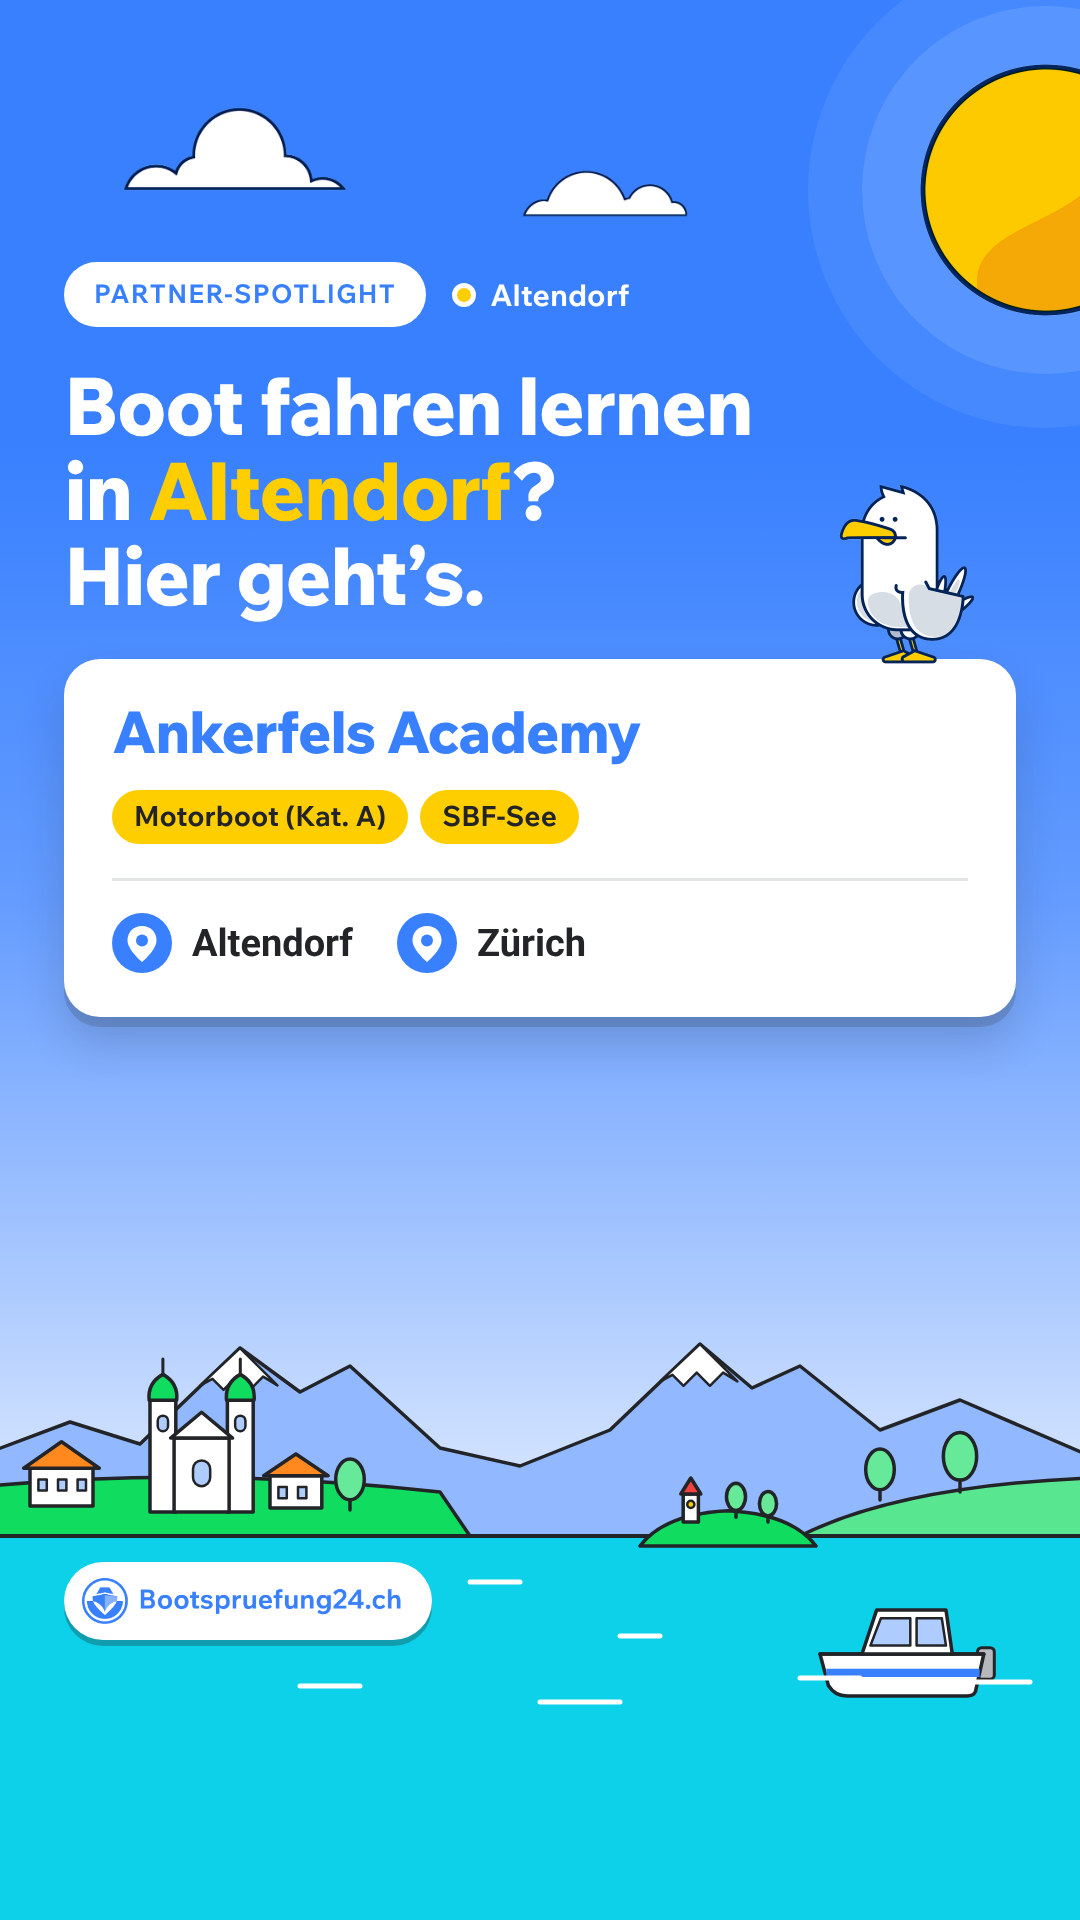 PARTNER-SPOTLIGHT
Altendorf
Boot fahren lernen
in Altendorf?
Hier geht’s.
Ankerfels Academy
Motorboot (Kat. A)
SBF-See
Altendorf
Zürich
Bootspruefung24.ch